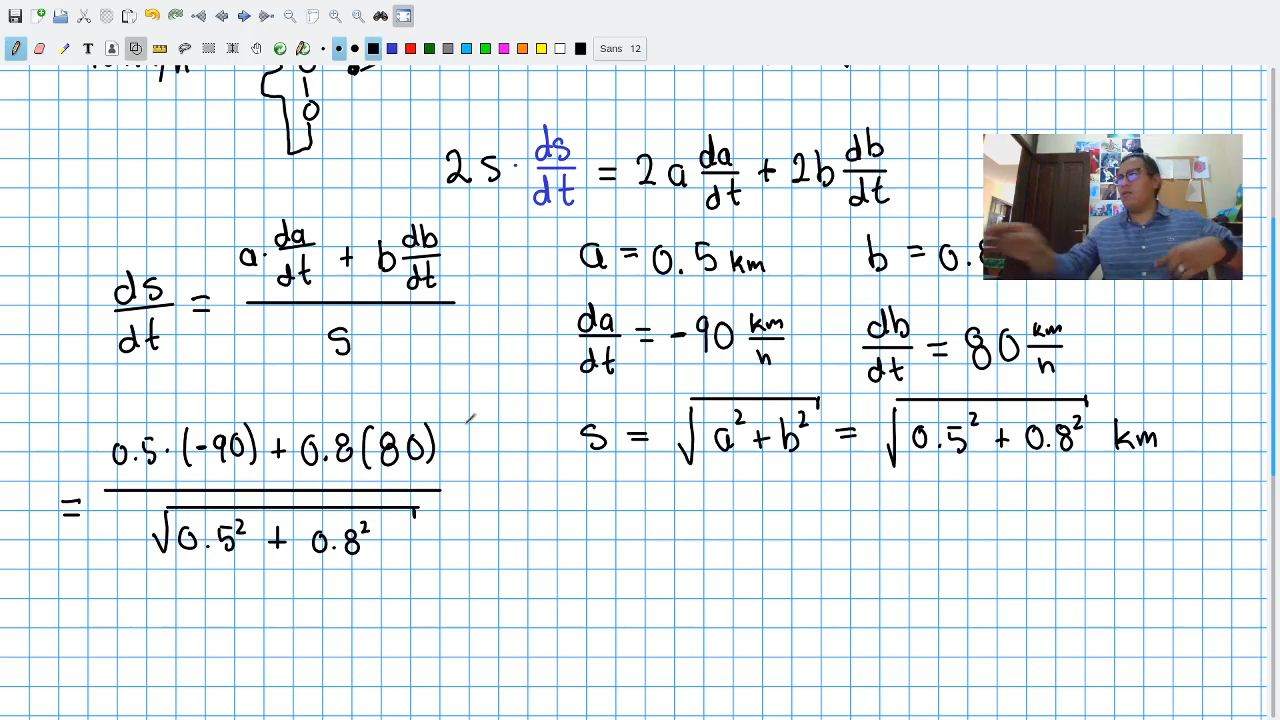 Sans 12
2s · ds/dt = 2a da/dt + 2b db/dt
ds/dt = (a · da/dt + b db/dt) / s
a = 0.5 km
b = 0.8
da/dt = -90 km/h
db/dt = 80 km/h
s = √(a² + b²) = √(0.5² + 0.8²) km
= (0.5 · (-90) + 0.8(80)) / √(0.5² + 0.8²)